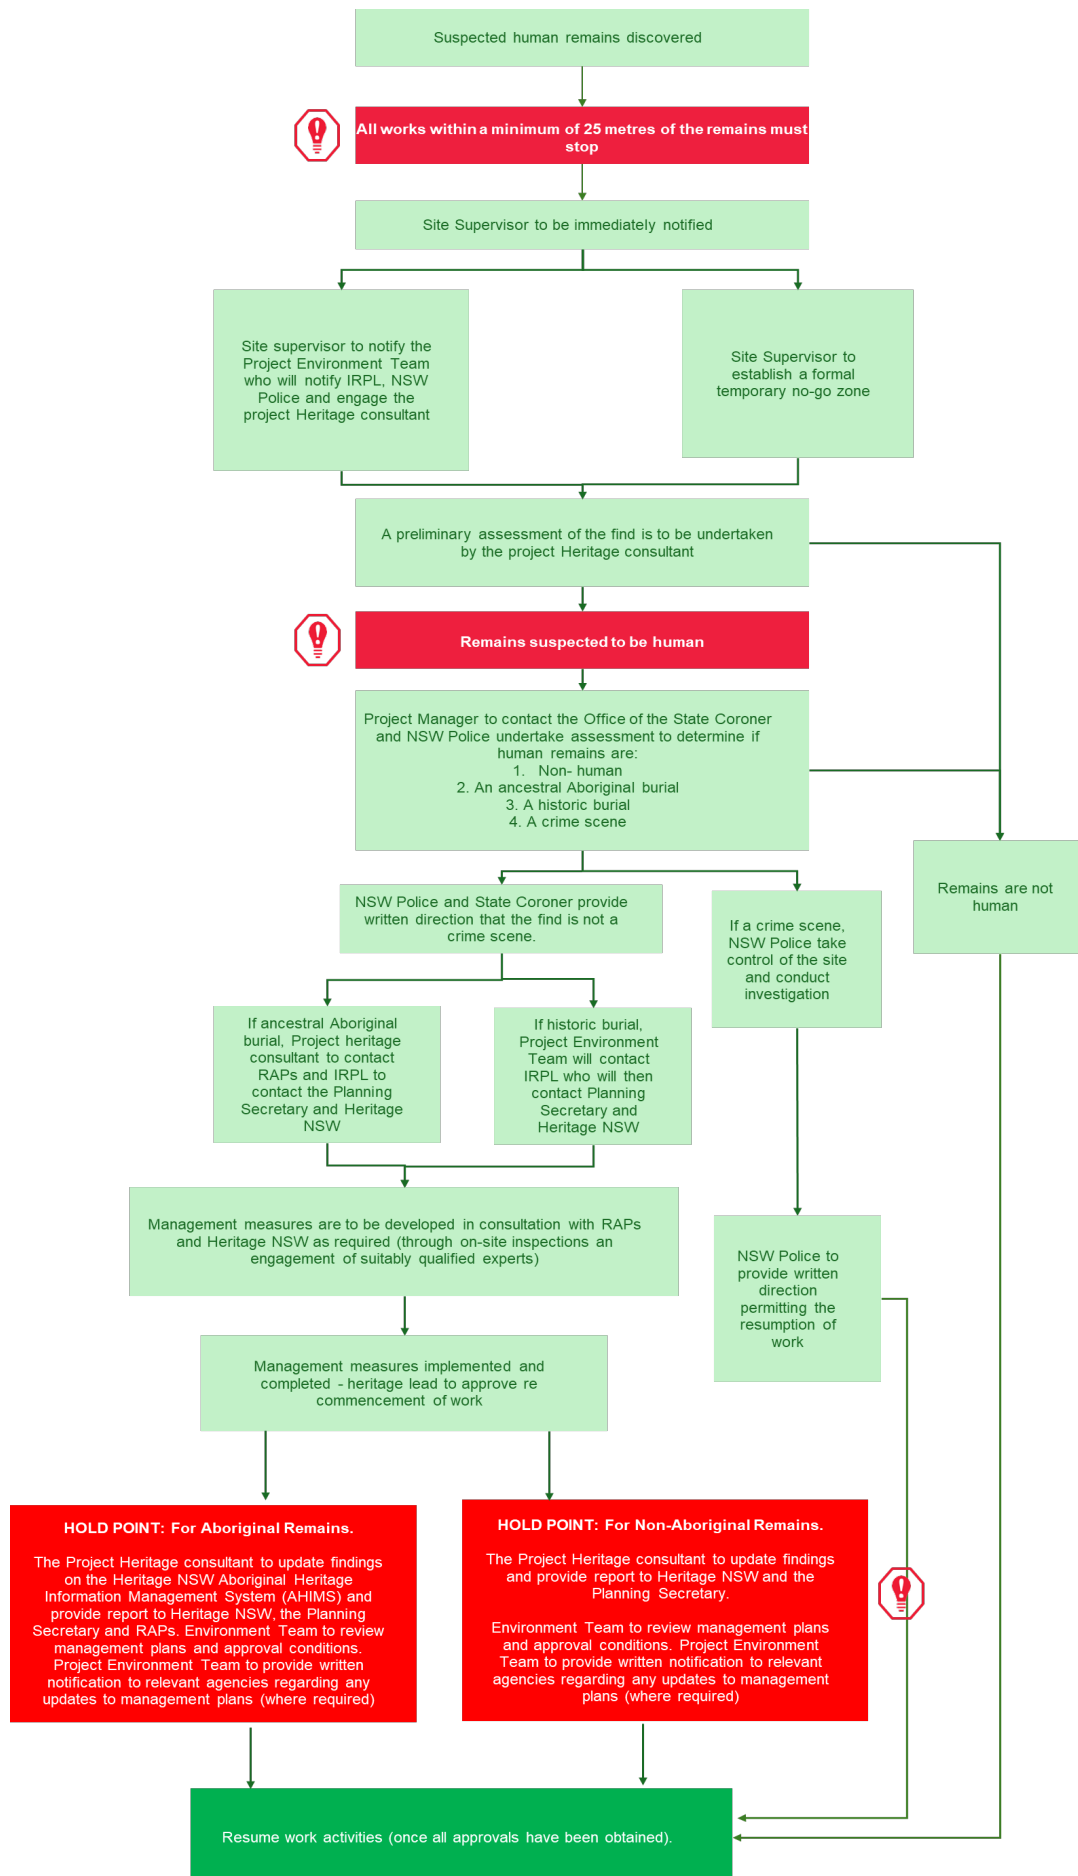 Suspected human remains discovered
All works within a minimum of 25 metres of the remains must
stop
Site Supervisor to be immediately notified
Site supervisor to notify the
Project Environment Team
who will notify IRPL, NSW
Police and engage the
project Heritage consultant
Site Supervisor to
establish a formal
temporary no-go zone
A preliminary assessment of the find is to be undertaken
by the project Heritage consultant
Remains suspected to be human
Project Manager to contact the Office of the State Coroner
and NSW Police undertake assessment to determine if
human remains are:
1. Non- human
2. An ancestral Aboriginal burial
3. A historic burial
4. A crime scene
Remains are not
human
NSW Police and State Coroner provide
written direction that the find is not a
crime scene.
If a crime scene,
NSW Police take
control of the site
and conduct
investigation
If ancestral Aboriginal
burial, Project heritage
consultant to contact
RAPs and IRPL to
contact the Planning
Secretary and Heritage
NSW
If historic burial,
Project Environment
Team will contact
IRPL who will then
contact Planning
Secretary and
Heritage NSW
Management measures are to be developed in consultation with RAPs
and Heritage NSW as required (through on-site inspections an
engagement of suitably qualified experts)
NSW Police to
provide written
direction
permitting the
resumption of
work
Management measures implemented and
completed - heritage lead to approve re
commencement of work
HOLD POINT: For Aboriginal Remains.
The Project Heritage consultant to update findings
on the Heritage NSW Aboriginal Heritage
Information Management System (AHIMS) and
provide report to Heritage NSW, the Planning
Secretary and RAPs. Environment Team to review
management plans and approval conditions.
Project Environment Team to provide written
notification to relevant agencies regarding any
updates to management plans (where required)
HOLD POINT: For Non-Aboriginal Remains.
The Project Heritage consultant to update findings
and provide report to Heritage NSW and the
Planning Secretary.
Environment Team to review management plans
and approval conditions. Project Environment
Team to provide written notification to relevant
agencies regarding any updates to management
plans (where required)
Resume work activities (once all approvals have been obtained).